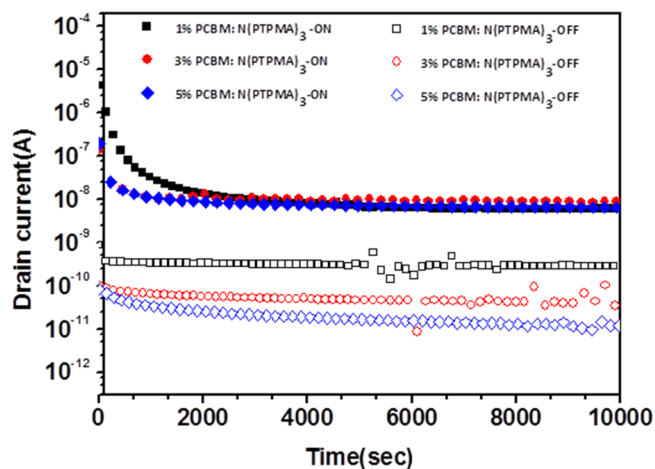 1% PCBM: N(PTPMA)₃-ON
1% PCBM: N(PTPMA)₃-OFF
3% PCBM: N(PTPMA)₃-ON
3% PCBM: N(PTPMA)₃-OFF
5% PCBM: N(PTPMA)₃-ON
5% PCBM: N(PTPMA)₃-OFF
Drain current(A)
10⁻⁴
10⁻⁵
10⁻⁶
10⁻⁷
10⁻⁸
10⁻⁹
10⁻¹⁰
10⁻¹¹
10⁻¹²
0 2000 4000 6000 8000 10000
Time(sec)